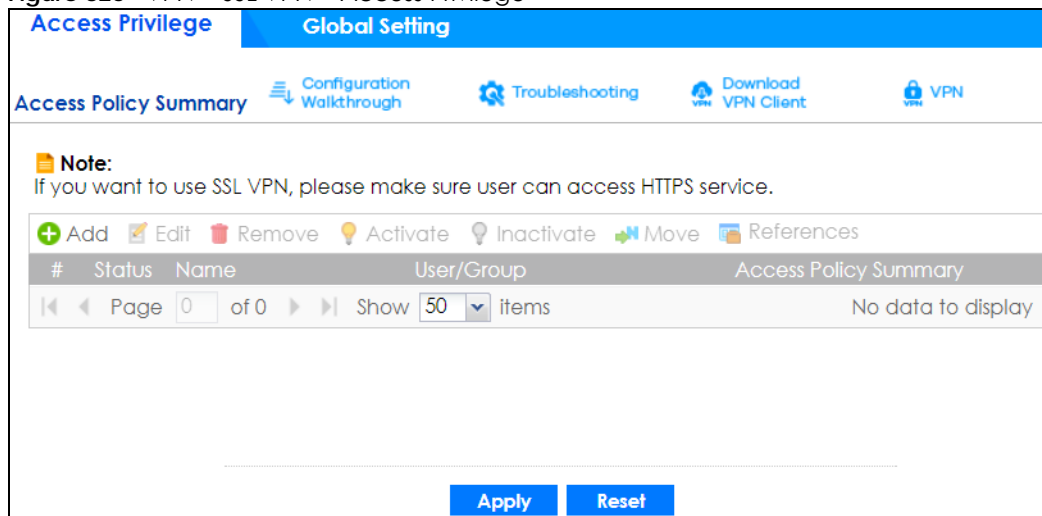 Access Privilege Global Setting
Access Policy Summary Configuration Walkthrough Troubleshooting Download VPN Client VPN
Note:
If you want to use SSL VPN, please make sure user can access HTTPS service.
Add Edit Remove Activate Inactivate Move References
# Status Name User/Group Access Policy Summary
Page 0 of 0 Show 50 items No data to display
Apply Reset